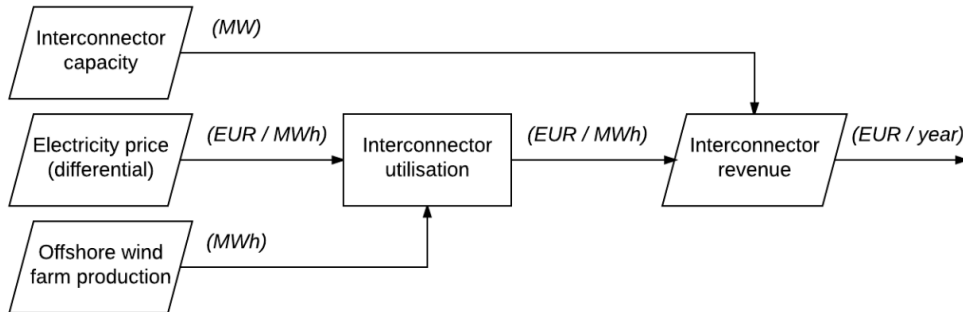 Interconnector
capacity
(MW)
Electricity price
(differential)
(EUR / MWh)
Interconnector
utilisation
(EUR / MWh)
Interconnector
revenue
(EUR / year)
Offshore wind
farm production
(MWh)